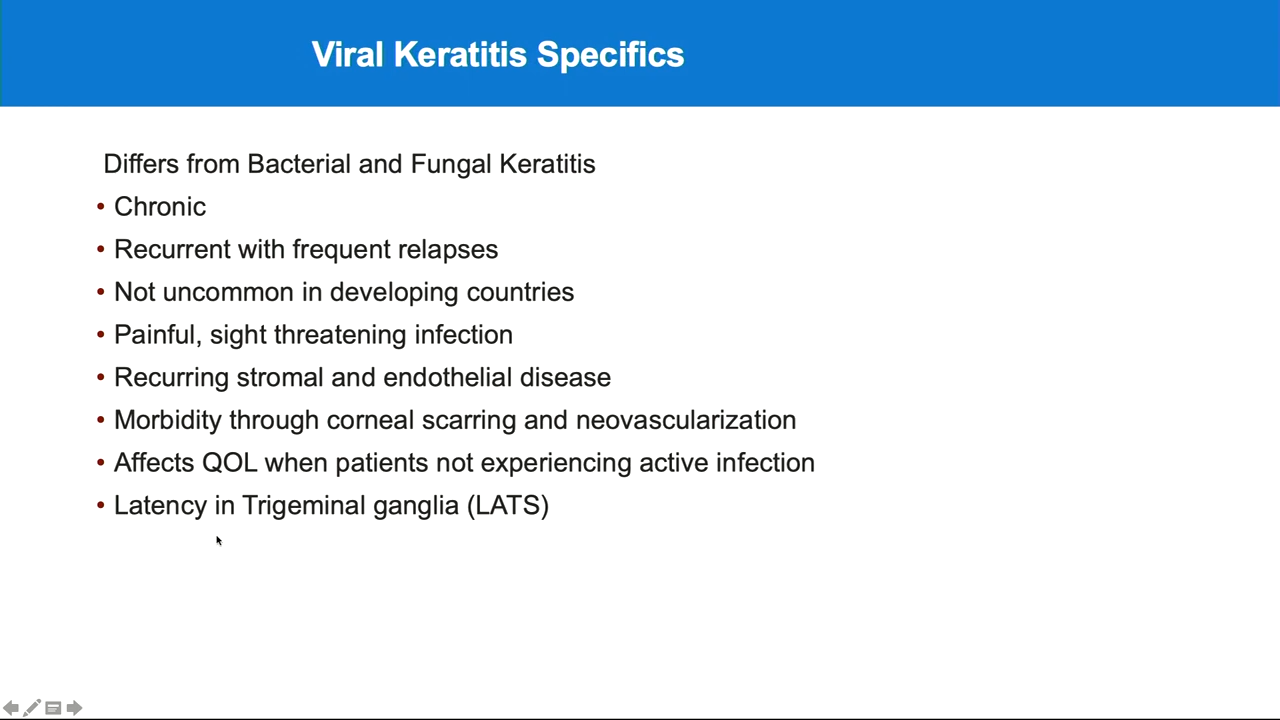 Viral Keratitis Specifics
Differs from Bacterial and Fungal Keratitis
• Chronic
• Recurrent with frequent relapses
• Not uncommon in developing countries
• Painful, sight threatening infection
• Recurring stromal and endothelial disease
• Morbidity through corneal scarring and neovascularization
• Affects QOL when patients not experiencing active infection
• Latency in Trigeminal ganglia (LATS)